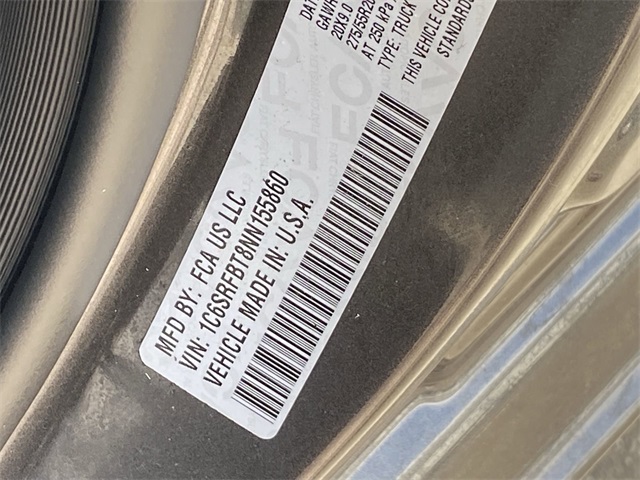 MFD BY: FCA US LLC
VIN: 1C6SRFBT8NN155860
VEHICLE MADE IN: U.S.A.
20X9.0
AT 250 kPa
TYPE: TRUCK
THIS VEHICLE